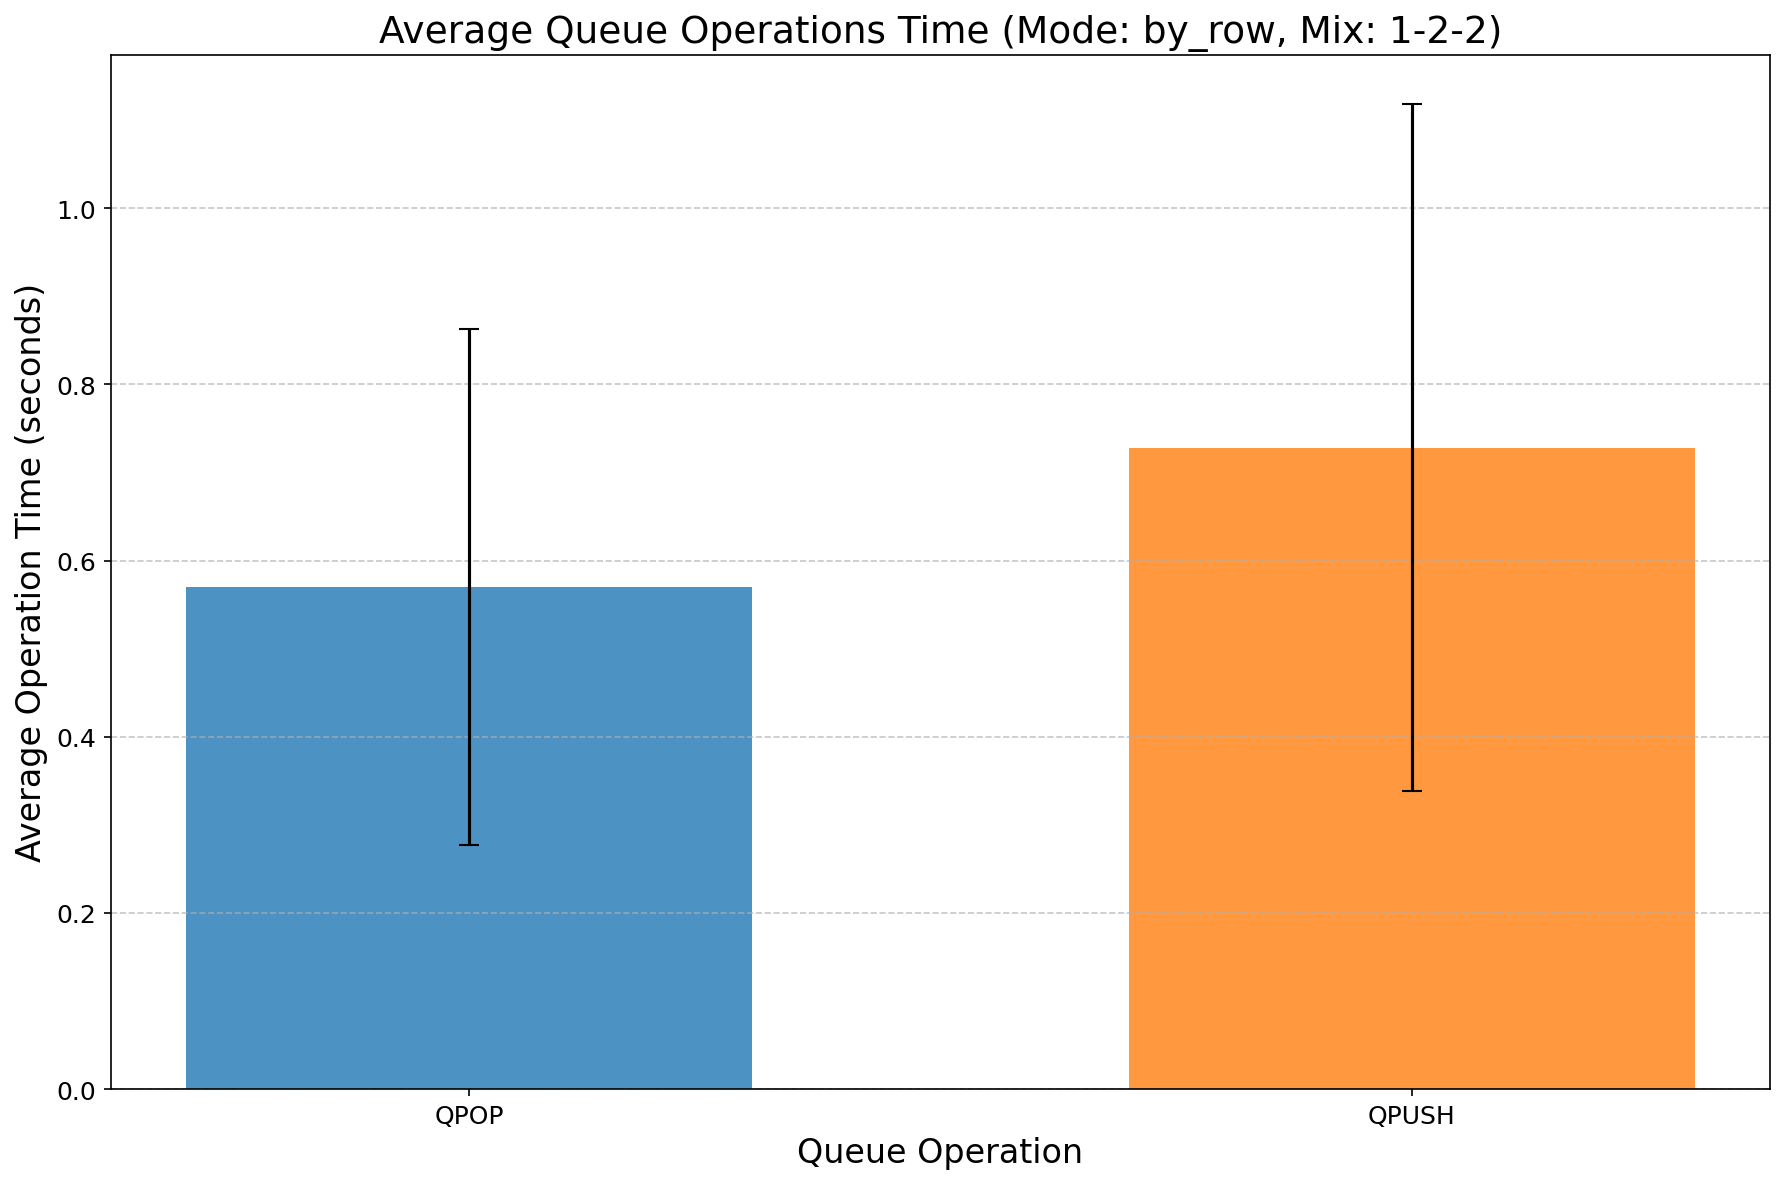 Average Queue Operations Time (Mode: by_row, Mix: 1-2-2)
Average Operation Time (seconds)
1.0
0.8
0.6
0.4
0.2
0.0
QPOP
QPUSH
Queue Operation